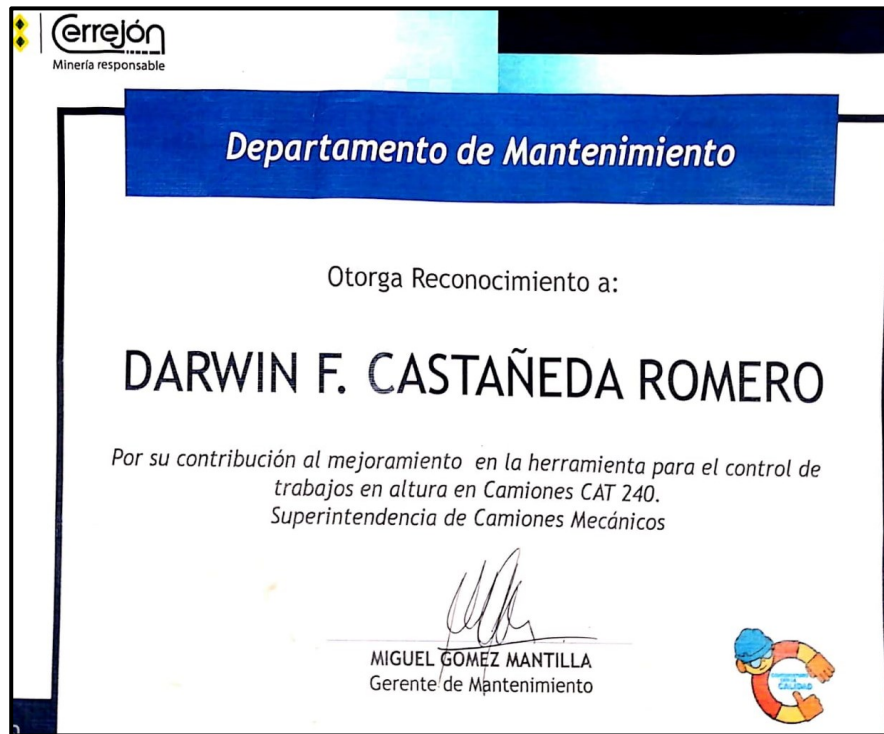 Cerrejón
Minería responsable
Departamento de Mantenimiento
Otorga Reconocimiento a:
DARWIN F. CASTAÑEDA ROMERO
Por su contribución al mejoramiento en la herramienta para el control de
trabajos en altura en Camiones CAT 240.
Superintendencia de Camiones Mecánicos
MIGUEL GOMEZ MANTILLA
Gerente de Mantenimiento
CALIDAD